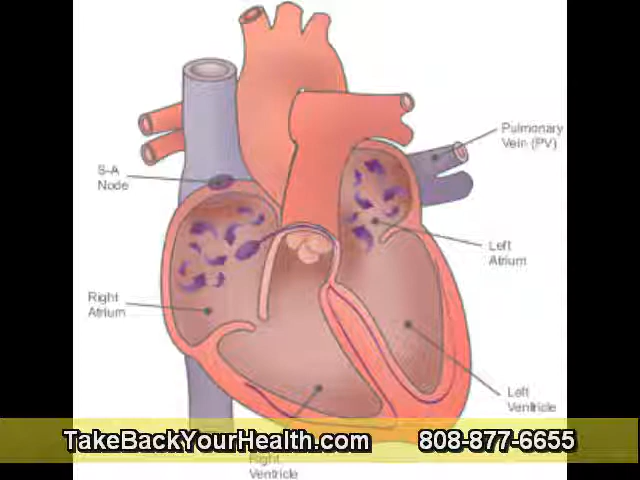 Pulmonary
Vein (PV)
S-A
Node
Left
Atrium
Right
Atrium
Left
Ventricle
TakeBackYourHealth.com 808-877-6655
Right
Ventricle